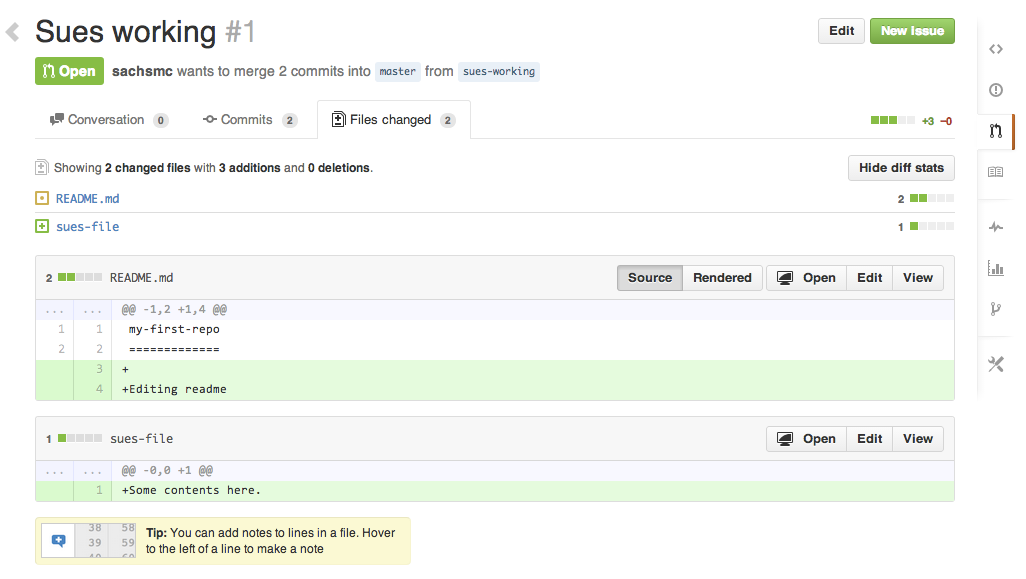 Sues working #1
Edit
New Issue
Open
sachsmc wants to merge 2 commits into master from sues-working
Conversation 0
Commits 2
Files changed 2
+3 −0
Showing 2 changed files with 3 additions and 0 deletions.
Hide diff stats
README.md
2
sues-file
1
2 README.md
Source Rendered Open Edit View
... ... @@ -1,2 +1,4 @@
1 1 my-first-repo
2 2 =============
3 +
4 +Editing readme
1 sues-file
Open Edit View
... ... @@ -0,0 +1 @@
1 +Some contents here.
38 58
39 59
Tip: You can add notes to lines in a file. Hover
to the left of a line to make a note